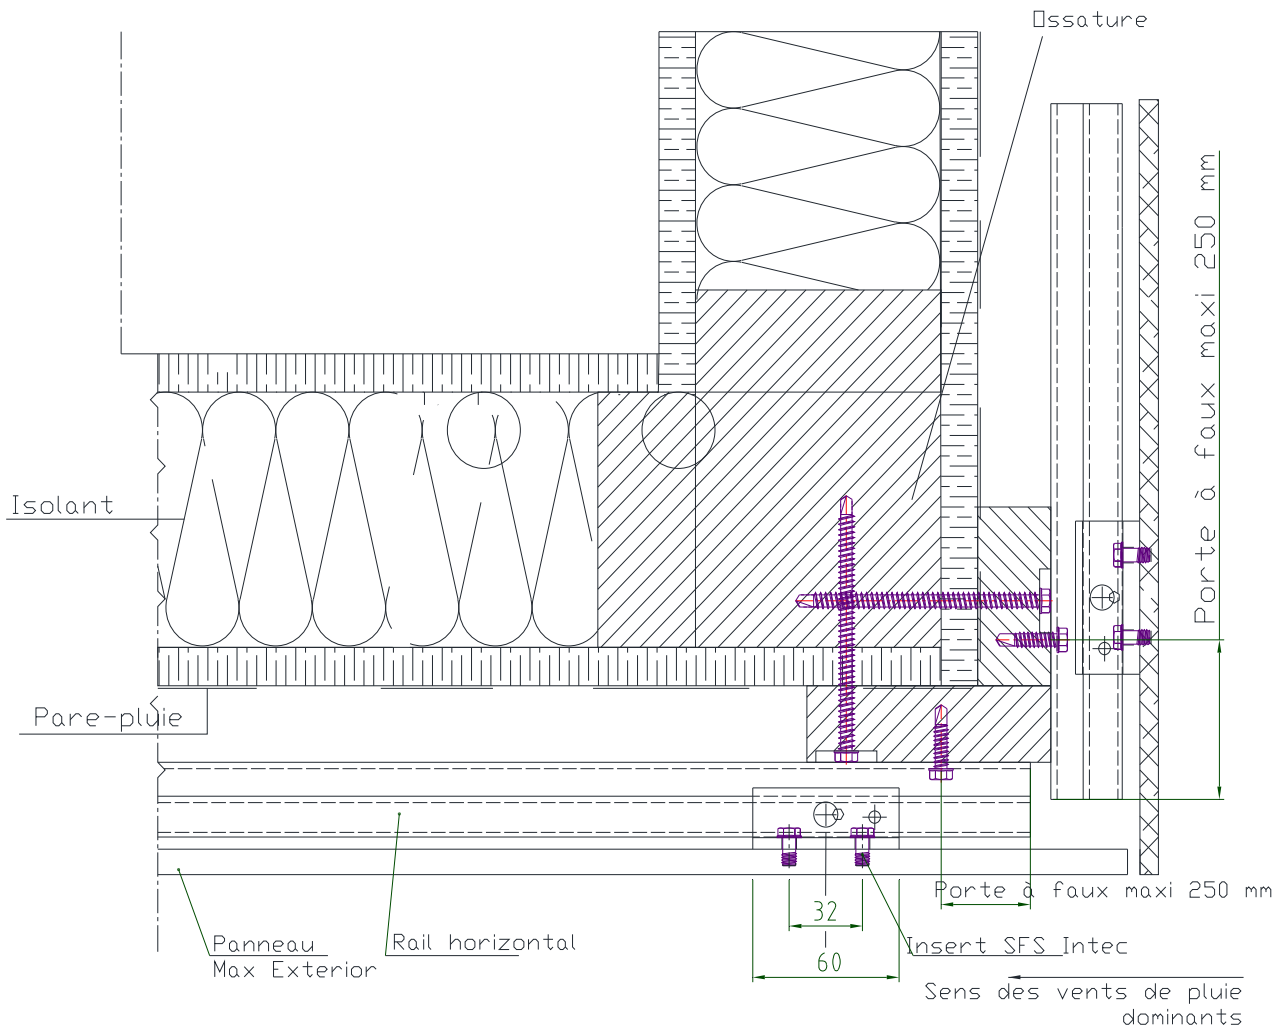 Ossature
Porte à faux maxi 250 mm
Isolant
Pare-pluie
Porte à faux maxi 250 mm
32
Panneau
Max Exterior
Rail horizontal
Insert SFS Intec
60
Sens des vents de pluie
dominants